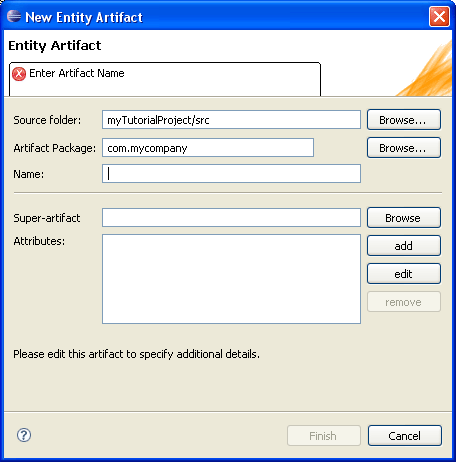 New Entity Artifact
Entity Artifact
Enter Artifact Name
Source folder: myTutorialProject/src Browse...
Artifact Package: com.mycompany Browse...
Name:
Super-artifact Browse
Attributes: add
edit
remove
Please edit this artifact to specify additional details.
? Finish Cancel